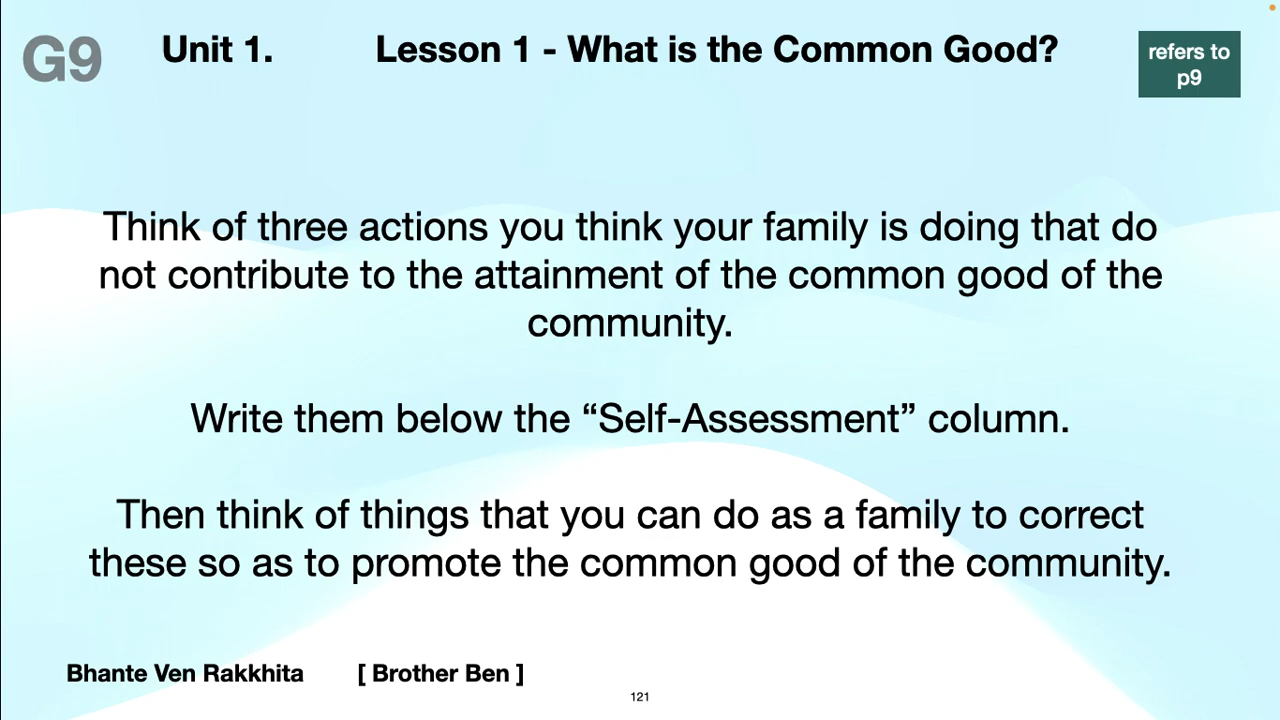 G9 Unit 1. Lesson 1 - What is the Common Good?
refers to
p9
Think of three actions you think your family is doing that do
not contribute to the attainment of the common good of the
community.
Write them below the “Self-Assessment” column.
Then think of things that you can do as a family to correct
these so as to promote the common good of the community.
Bhante Ven Rakkhita [ Brother Ben ]
121